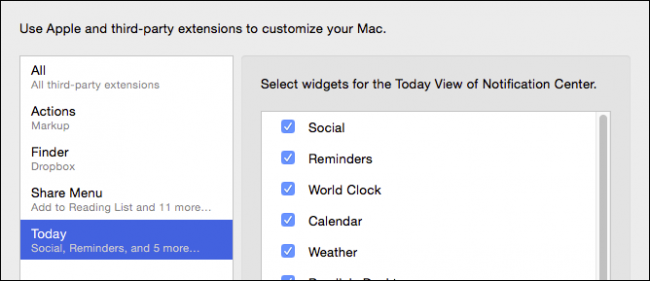 Use Apple and third-party extensions to customize your Mac.
All
All third-party extensions
Actions
Markup
Finder
Dropbox
Share Menu
Add to Reading List and 11 more...
Today
Social, Reminders, and 5 more...
Select widgets for the Today View of Notification Center.
Social
Reminders
World Clock
Calendar
Weather